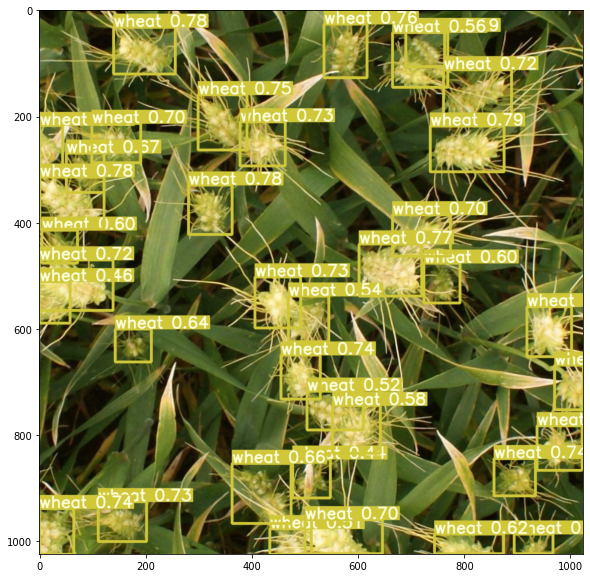 0
wheat 0.78
wheat 0.76
wheat 0.56
wheat 0.72
200
wheat 0.75
wheat
wheat 0.70
wheat 0.73
wheat 0.79
wheat 0.67
wheat 0.78
wheat 0.78
400
wheat 0.60
wheat 0.70
wheat 0.72
wheat 0.77
wheat 0.60
wheat 0.46
wheat 0.73
wheat 0.54
wheat
600
wheat 0.64
wheat 0.74
wheat 0.52
wheat 0.58
800
wheat 0.66
wheat 0.74
wheat 0.73
wheat 0.70
wheat 0.62
1000
0 200 400 600 800 1000